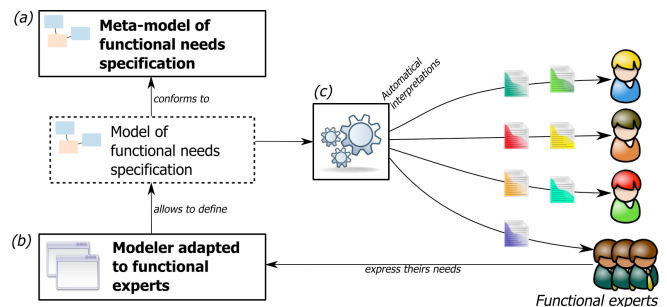 (a)
Meta-model of
functional needs
specification
conforms to
(c)
Automatical
interpretations
Model of
functional needs
specification
allows to define
(b)
Modeler adapted
to functional
experts
express theirs needs
Functional experts